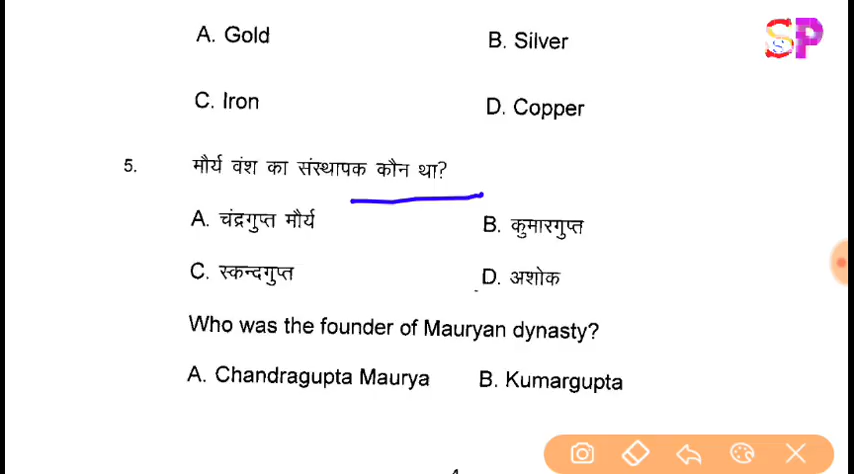 A. Gold B. Silver
SP
C. Iron D. Copper
5. मौर्य वंश का संस्थापक कौन था?
A. चंद्रगुप्त मौर्य B. कुमारगुप्त
C. स्कन्दगुप्त D. अशोक
Who was the founder of Mauryan dynasty?
A. Chandragupta Maurya B. Kumargupta